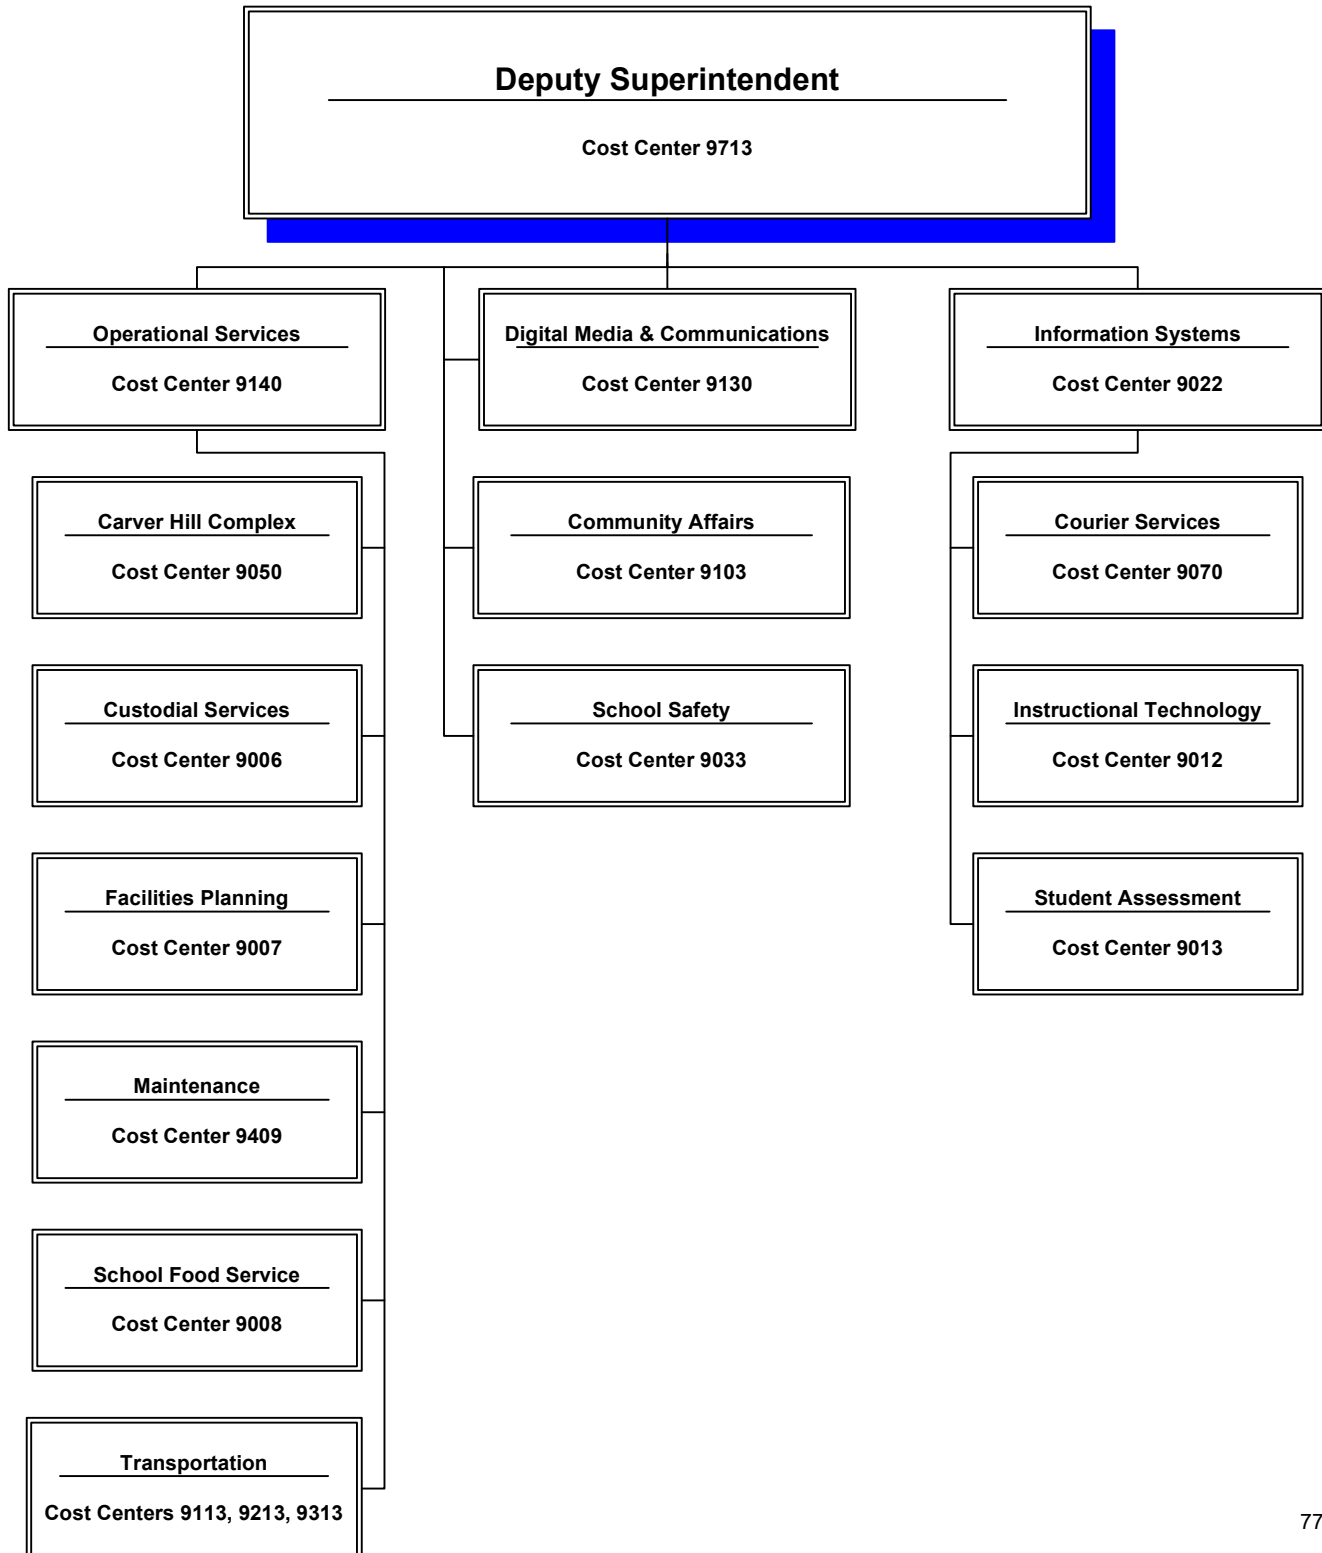 Deputy Superintendent
Cost Center 9713
Operational Services
Cost Center 9140
Digital Media & Communications
Cost Center 9130
Information Systems
Cost Center 9022
Carver Hill Complex
Cost Center 9050
Community Affairs
Cost Center 9103
Courier Services
Cost Center 9070
Custodial Services
Cost Center 9006
School Safety
Cost Center 9033
Instructional Technology
Cost Center 9012
Facilities Planning
Cost Center 9007
Student Assessment
Cost Center 9013
Maintenance
Cost Center 9409
School Food Service
Cost Center 9008
Transportation
Cost Centers 9113, 9213, 9313
77